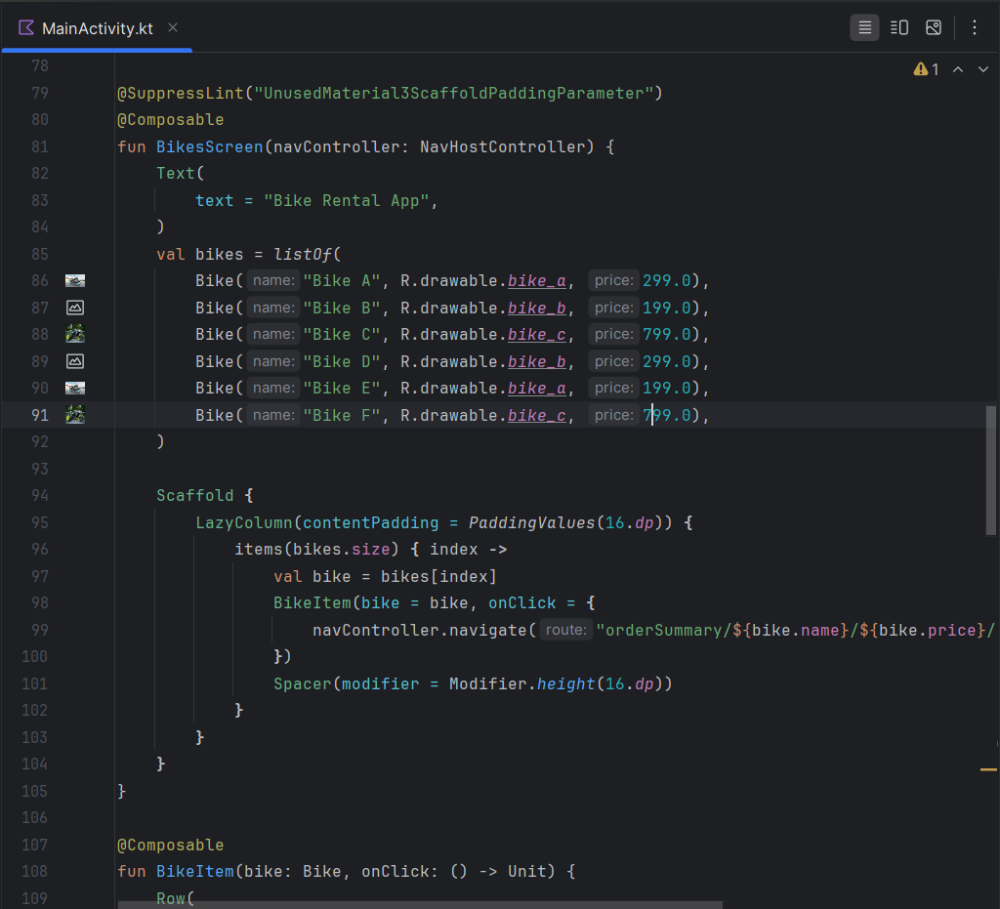 MainActivity.kt
1
78
79 @SuppressLint("UnusedMaterial3ScaffoldPaddingParameter")
80 @Composable
81 fun BikesScreen(navController: NavHostController) {
82 Text(
83 text = "Bike Rental App",
84 )
85 val bikes = listOf(
86 Bike( name: "Bike A", R.drawable.bike_a, price: 299.0),
87 Bike( name: "Bike B", R.drawable.bike_b, price: 199.0),
88 Bike( name: "Bike C", R.drawable.bike_c, price: 799.0),
89 Bike( name: "Bike D", R.drawable.bike_b, price: 299.0),
90 Bike( name: "Bike E", R.drawable.bike_a, price: 199.0),
91 Bike( name: "Bike F", R.drawable.bike_c, price: 799.0),
92 )
93
94 Scaffold {
95 LazyColumn(contentPadding = PaddingValues(16.dp)) {
96 items(bikes.size) { index ->
97 val bike = bikes[index]
98 BikeItem(bike = bike, onClick = {
99 navController.navigate( route: "orderSummary/${bike.name}/${bike.price}/
100 })
101 Spacer(modifier = Modifier.height(16.dp))
102 }
103 }
104 }
105 }
106
107 @Composable
108 fun BikeItem(bike: Bike, onClick: () -> Unit) {
109 Row(